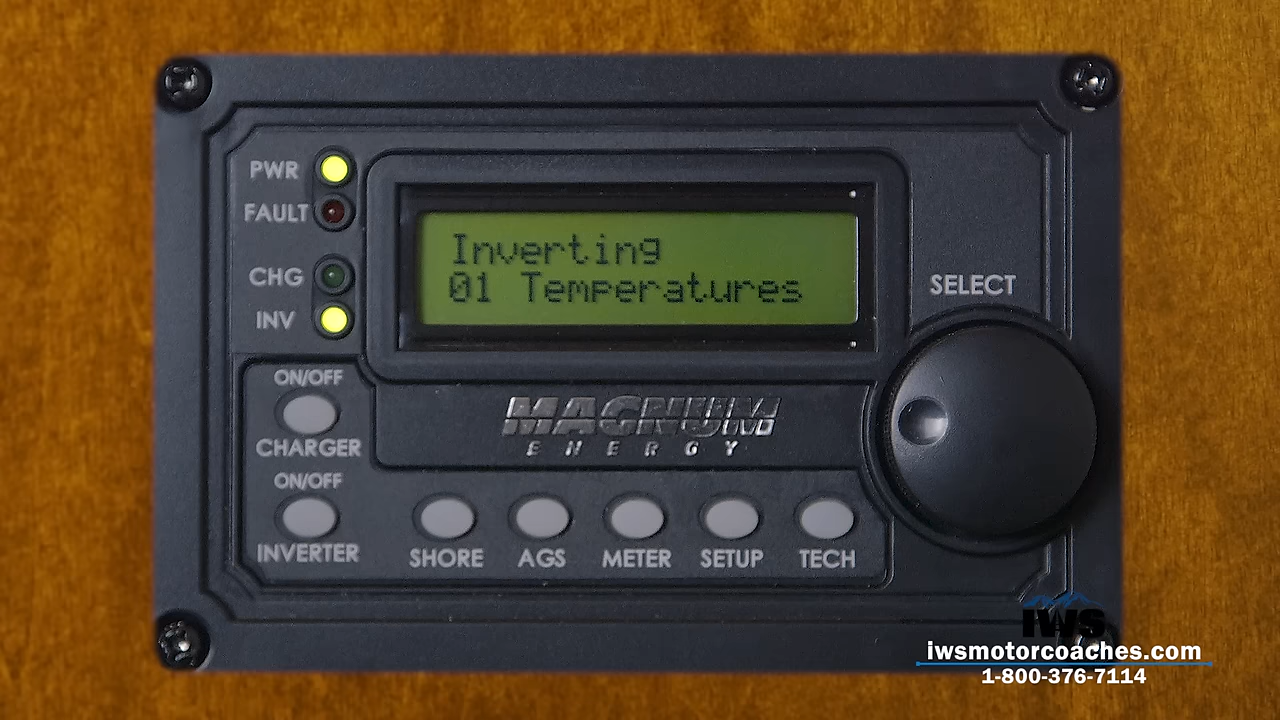 PWR
FAULT
CHG
INV
Inverting
01 Temperatures
SELECT
ON/OFF
CHARGER
ON/OFF
INVERTER
MAGNUM
ENERGY
SHORE
AGS
METER
SETUP
TECH
IWS
iwsmotorcoaches.com
1-800-376-7114